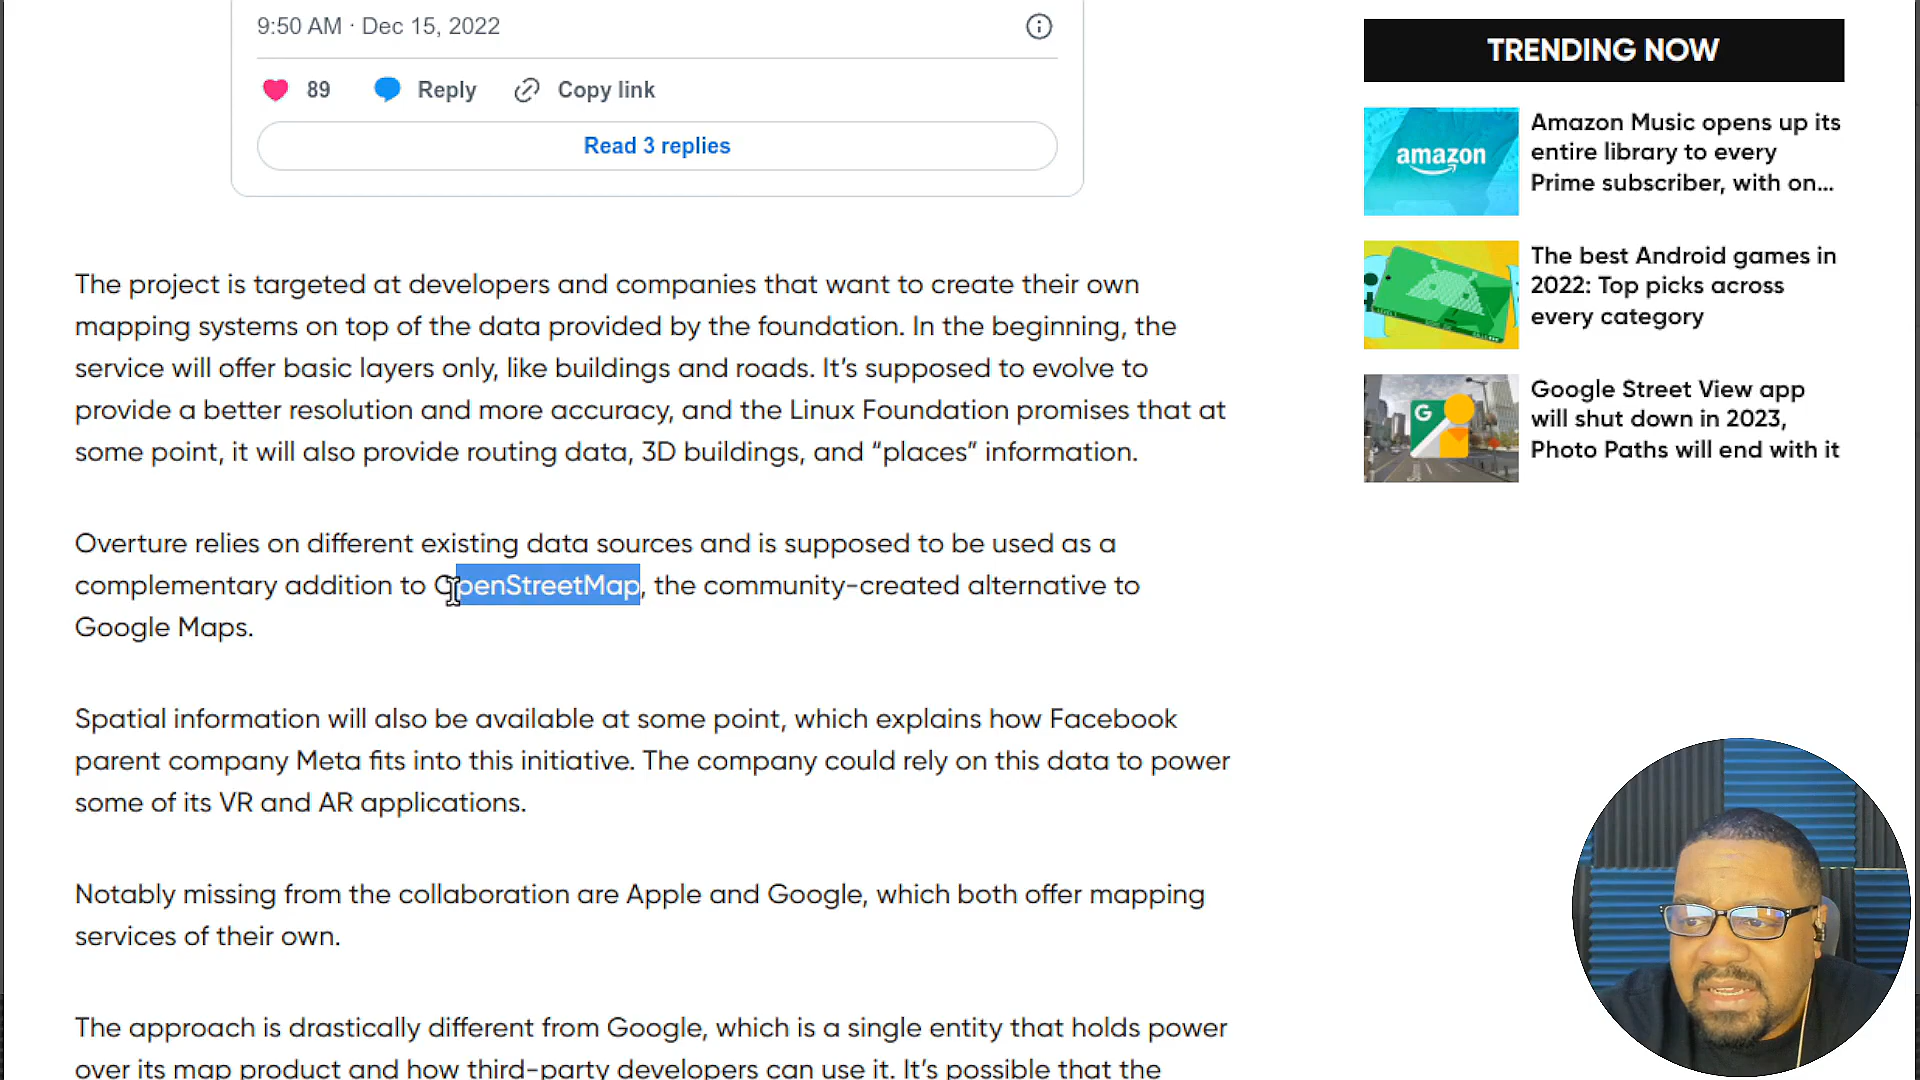 9:50 AM · Dec 15, 2022
89 Reply Copy link
Read 3 replies
The project is targeted at developers and companies that want to create their own
mapping systems on top of the data provided by the foundation. In the beginning, the
service will offer basic layers only, like buildings and roads. It’s supposed to evolve to
provide a better resolution and more accuracy, and the Linux Foundation promises that at
some point, it will also provide routing data, 3D buildings, and “places” information.
Overture relies on different existing data sources and is supposed to be used as a
complementary addition to OpenStreetMap, the community-created alternative to
Google Maps.
Spatial information will also be available at some point, which explains how Facebook
parent company Meta fits into this initiative. The company could rely on this data to power
some of its VR and AR applications.
Notably missing from the collaboration are Apple and Google, which both offer mapping
services of their own.
The approach is drastically different from Google, which is a single entity that holds power
over its map product and how third-party developers can use it. It’s possible that the
TRENDING NOW
amazon
Amazon Music opens up its
entire library to every
Prime subscriber, with on...
The best Android games in
2022: Top picks across
every category
G
Google Street View app
will shut down in 2023,
Photo Paths will end with it